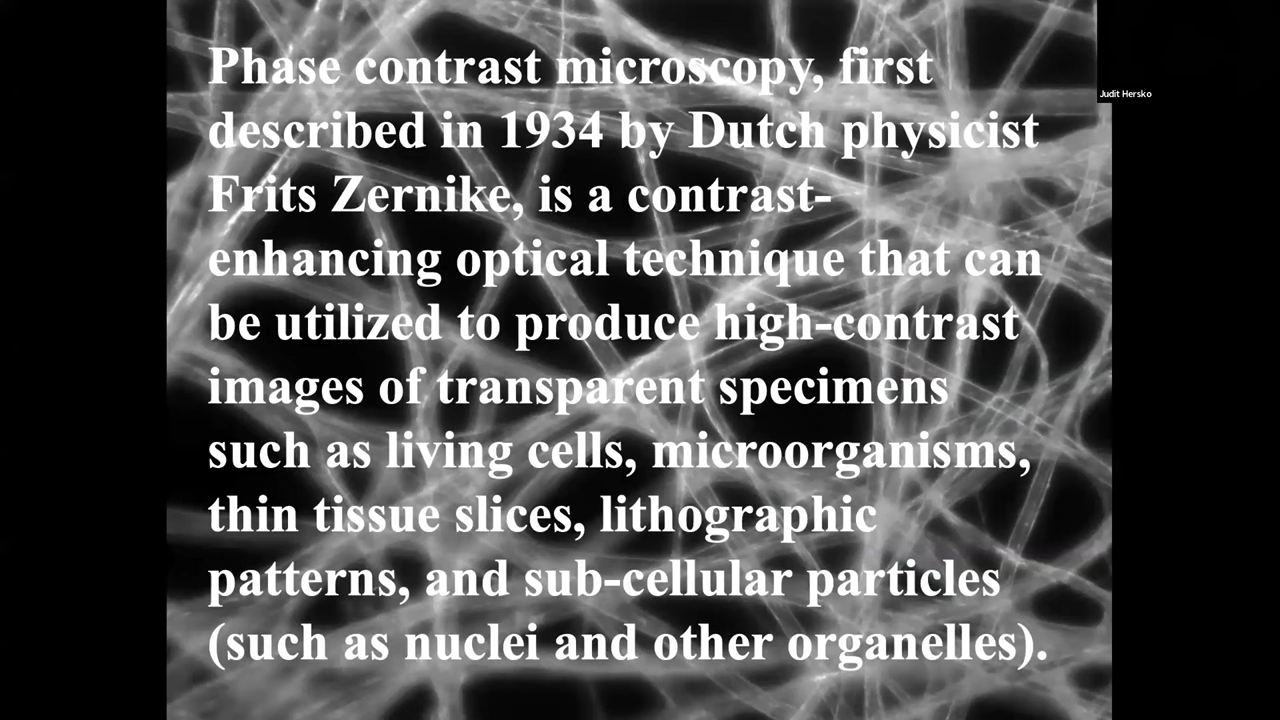 Phase contrast microscopy, first
described in 1934 by Dutch physicist
Frits Zernike, is a contrast-
enhancing optical technique that can
be utilized to produce high-contrast
images of transparent specimens
such as living cells, microorganisms,
thin tissue slices, lithographic
patterns, and sub-cellular particles
(such as nuclei and other organelles).
Judit Hersko